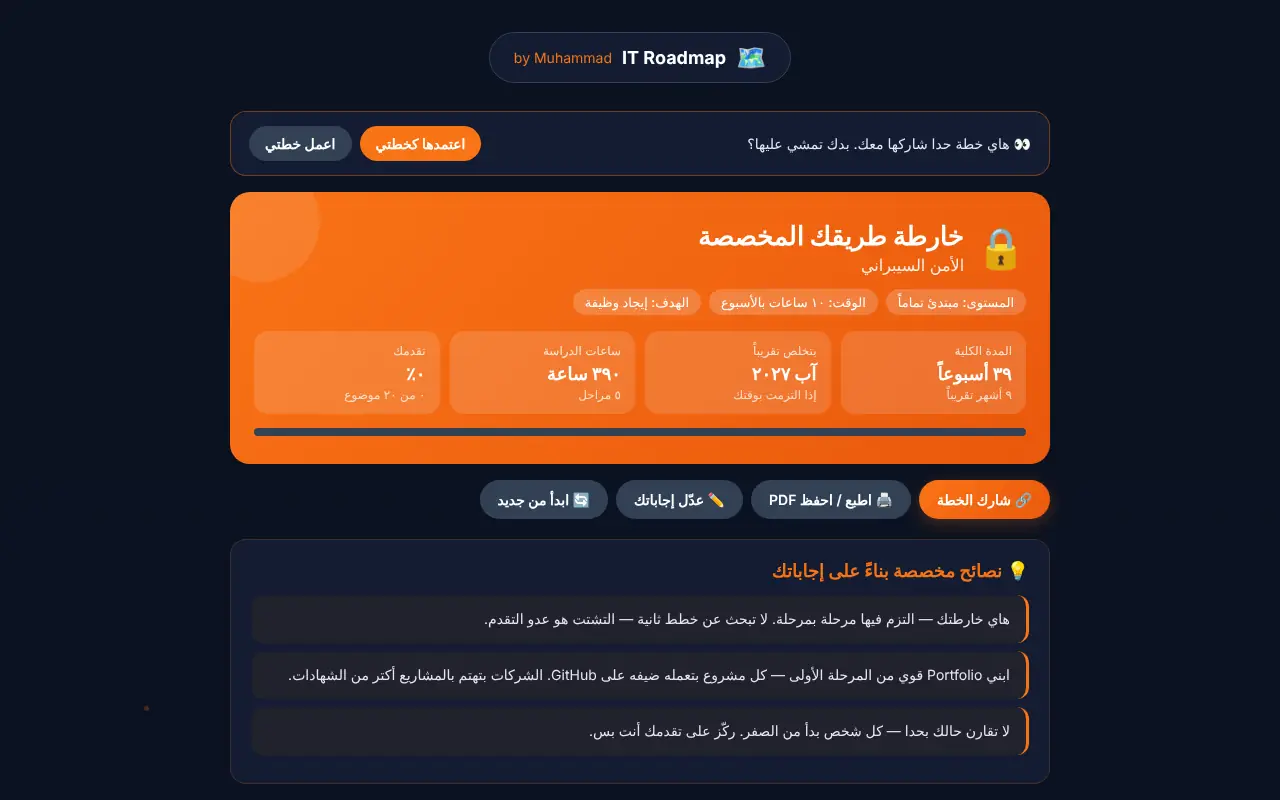 🗺️ IT Roadmap by Muhammad
👀 هاي خطة حدا شاركها معك. بدك تمشي عليها؟
اعتمدها كخطتي
اعمل خطتي
🔒 خارطة طريقك المخصصة
الأمن السيبراني
المستوى: مبتدئ تماماً
الوقت: ١٠ ساعات بالأسبوع
الهدف: إيجاد وظيفة
المدة الكلية
٣٩ أسبوعاً
٩ أشهر تقريباً
بتخلص تقريباً
آب ٢٠٢٧
إذا التزمت بوقتك
ساعات الدراسة
٣٩٠ ساعة
٥ مراحل
تقدمك
٠٪
٠ من ٢٠ موضوع
🔗 شارك الخطة
🖨️ اطبع / احفظ PDF
✏️ عدّل إجاباتك
🔄 ابدأ من جديد
💡 نصائح مخصصة بناءً على إجاباتك
هاي خارطتك — التزم فيها مرحلة بمرحلة. لا تبحث عن خطط ثانية — التشتت هو عدو التقدم.
ابني Portfolio قوي من المرحلة الأولى — كل مشروع بتعمله ضيفه على GitHub. الشركات بتهتم بالمشاريع أكتر من الشهادات.
لا تقارن حالك بحدا — كل شخص بدأ من الصفر. ركّز على تقدمك أنت بس.